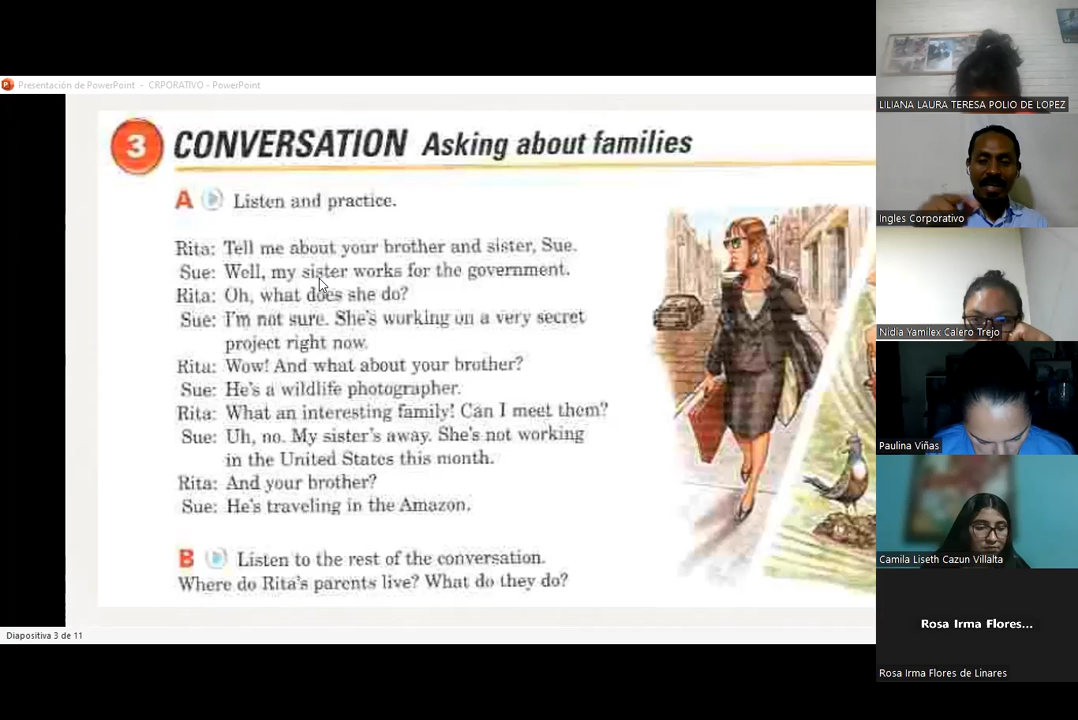 Presentación de PowerPoint - CRPORATIVO - PowerPoint
3 CONVERSATION Asking about families
A Listen and practice.
Rita: Tell me about your brother and sister, Sue.
Sue: Well, my sister works for the government.
Rita: Oh, what does she do?
Sue: I'm not sure. She's working on a very secret
project right now.
Rita: Wow! And what about your brother?
Sue: He's a wildlife photographer.
Rita: What an interesting family! Can I meet them?
Sue: Uh, no. My sister's away. She's not working
in the United States this month.
Rita: And your brother?
Sue: He's traveling in the Amazon.
B Listen to the rest of the conversation.
Where do Rita's parents live? What do they do?
Diapositiva 3 de 11
LILIANA LAURA TERESA POLIO DE LOPEZ
Ingles Corporativo
Nidia Yamilex Calero Trejo
Paulina Viñas
Camila Liseth Cazun Villalta
Rosa Irma Flores...
Rosa Irma Flores de Linares